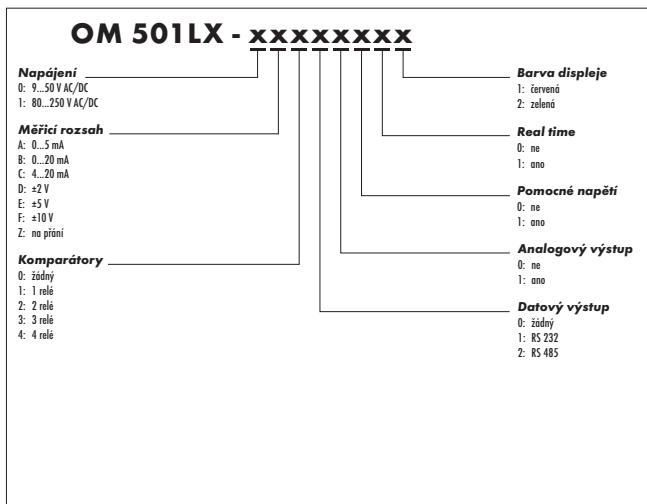 OM 501LX - xxxxxxxx
Napájení
0: 9...50 V AC/DC
1: 80...250 V AC/DC
Měřicí rozsah
A: 0...5 mA
B: 0...20 mA
C: 4...20 mA
D: ±2 V
E: ±5 V
F: ±10 V
Z: na přání
Komparátory
0: žádný
1: 1 relé
2: 2 relé
3: 3 relé
4: 4 relé
Barva displeje
1: červená
2: zelená
Real time
0: ne
1: ano
Pomocné napětí
0: ne
1: ano
Analogový výstup
0: ne
1: ano
Datový výstup
0: žádný
1: RS 232
2: RS 485